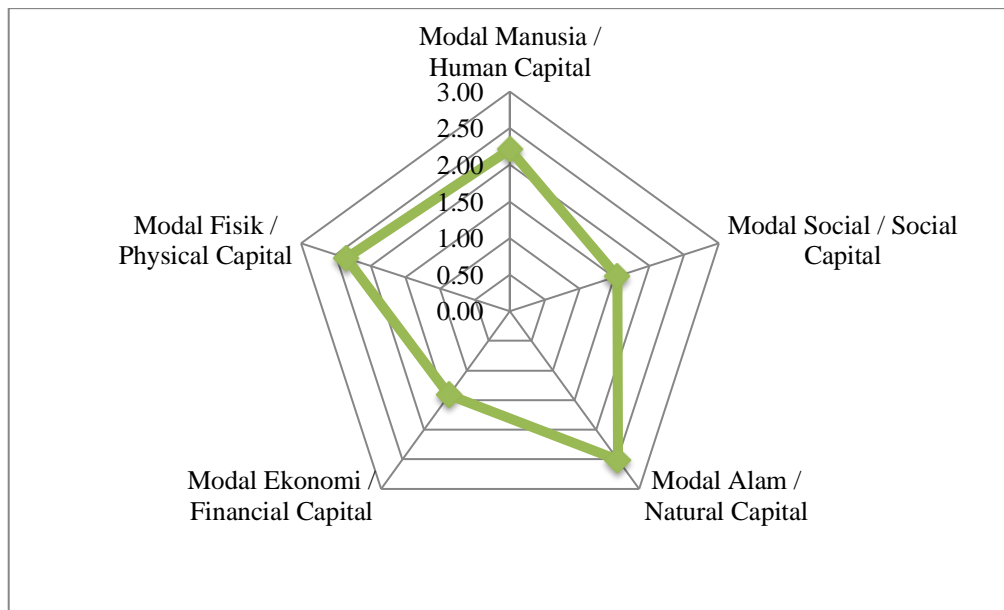 Modal Manusia /
Human Capital
3.00
2.50
2.00
1.50
1.00
0.50
0.00
Modal Social / Social
Capital
Modal Alam /
Natural Capital
Modal Ekonomi /
Financial Capital
Modal Fisik /
Physical Capital